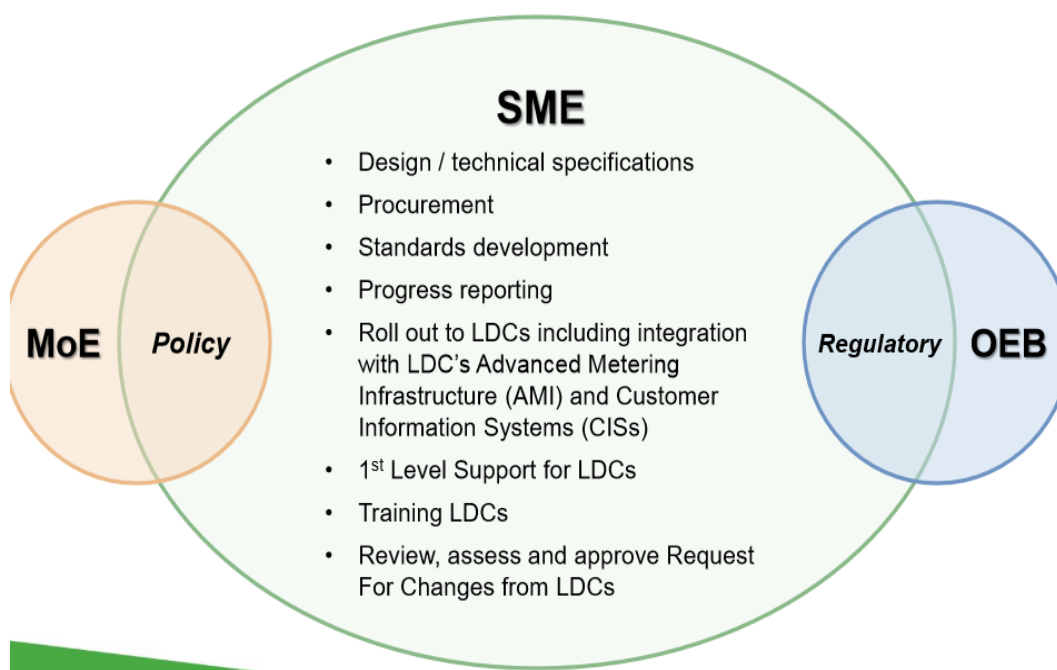 SME
• Design / technical specifications
• Procurement
• Standards development
• Progress reporting
• Roll out to LDCs including integration
with LDC's Advanced Metering
Infrastructure (AMI) and Customer
Information Systems (CISs)
• 1st Level Support for LDCs
• Training LDCs
• Review, assess and approve Request
For Changes from LDCs
MoE
Policy
Regulatory
OEB